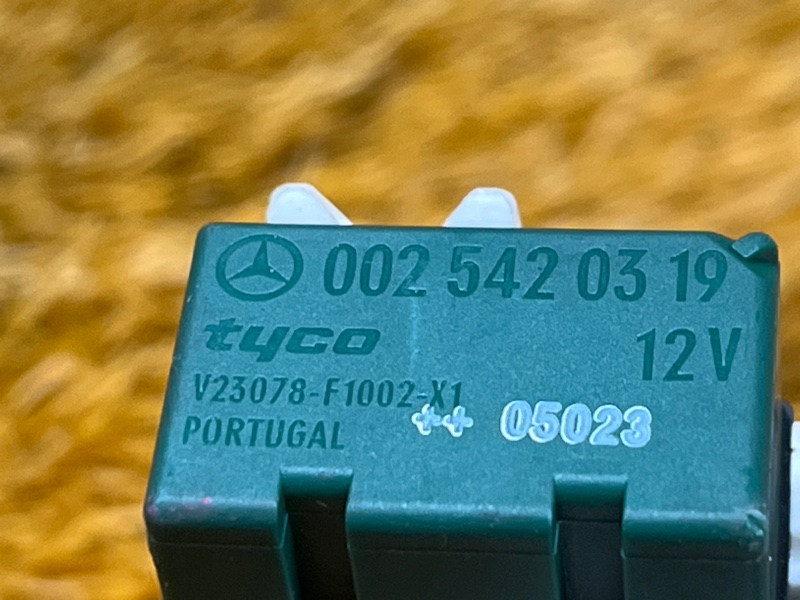 002 542 03 19
tyco
12 V
V23078-F1002-X1
++ 05023
PORTUGAL